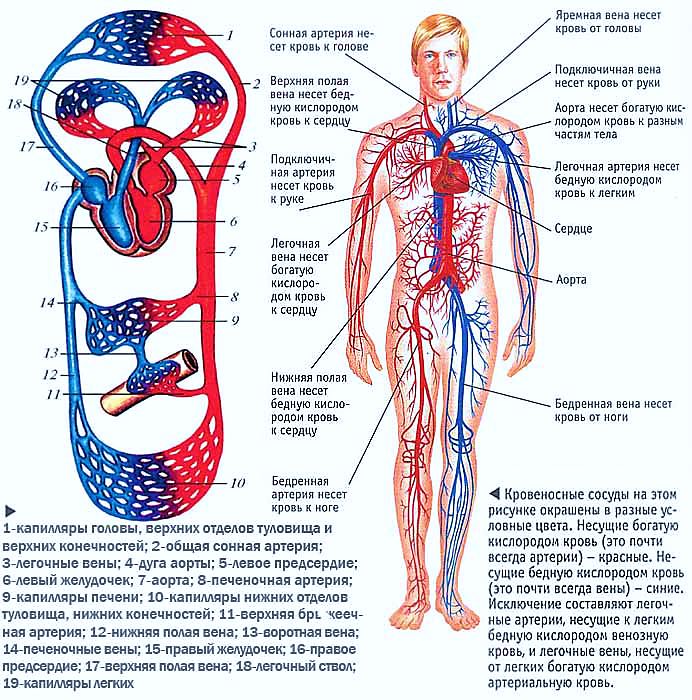 1
19
2
18
3
17
4
5
16
15
6
7
14
8
9
13
12
11
10
1-капилляры головы, верхних отделов туловища и
верхних конечностей; 2-общая сонная артерия;
3-легочные вены; 4-дуга аорты; 5-левое предсердие;
6-левый желудочек; 7-аорта; 8-печеночная артерия;
9-капилляры печени; 10-капилляры нижних отделов
туловища, нижних конечностей; 11-верхняя
ная артерия; 12-нижняя полая вена; 13-воротная вена;
14-печеночные вены; 15-правый желудочек; 16-правое
предсердие; 17-верхняя полая вена; 18-легочный ствол;
19-капилляры легких
Сонная артерия не-
сет кровь к голове
Верхняя полая
вена несет бед-
ную кислородом
кровь к сердцу
Подключич-
ная артерия
несет кровь
к руке
Легочная
вена несет
богатую
кислоро-
дом кровь
к сердцу
Нижняя полая
вена несет
бедную кисло-
родом кровь
к сердцу
Бедренная
артерия несет
кровь к ноге
Яремная вена несет
кровь от головы
Подключичная вена
несет кровь от руки
Аорта несет богатую кис-
лородом кровь к разным
частям тела
Легочная артерия несет
бедную кислородом
кровь к легким
Сердце
Аорта
Бедренная вена несет
кровь от ноги
Кровеносные сосуды на этом
рисунке окрашены в разные ус-
ловные цвета. Несущие богатую
кислородом кровь (это почти
всегда артерии) – красные. Не-
сущие бедную кислородом кровь
(это почти всегда вены) – синие.
Исключение составляют легоч-
ные артерии, несущие к легким
бедную кислородом венозную
кровь, и легочные вены, несущие
от легких богатую кислородом
артериальную кровь.